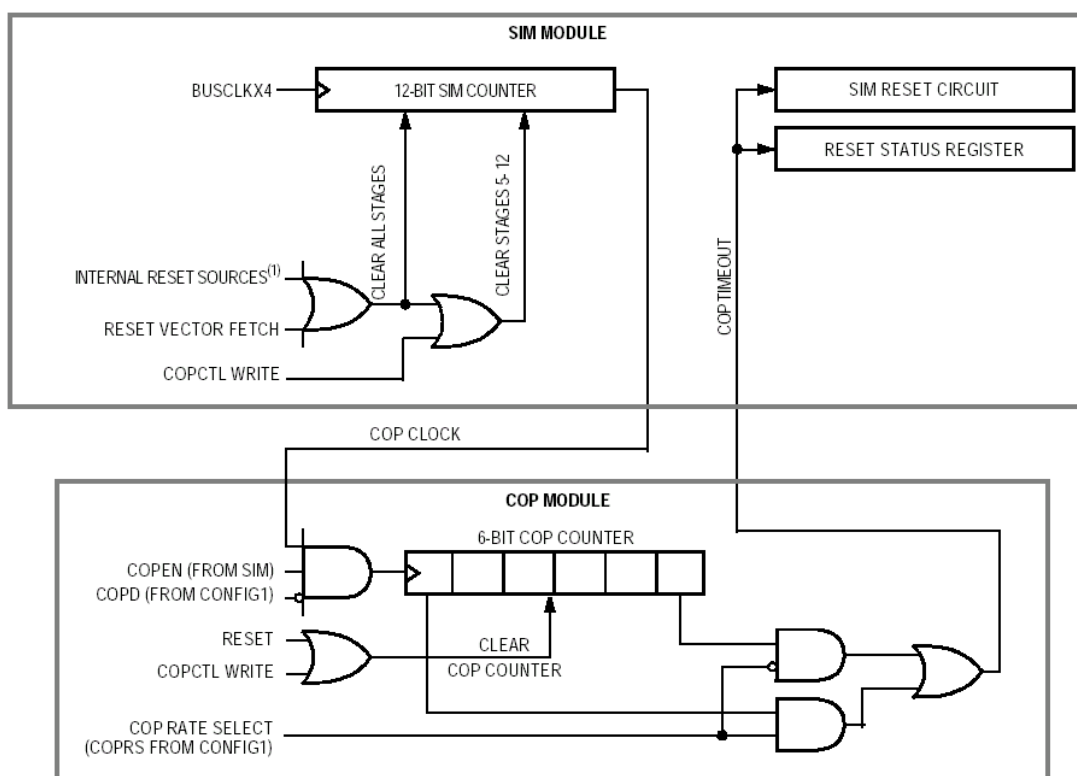 SIM MODULE
BUSCLKX4
12-BIT SIM COUNTER
SIM RESET CIRCUIT
RESET STATUS REGISTER
CLEAR ALL STAGES
CLEAR STAGES 5-12
COPTIMEOUT
INTERNAL RESET SOURCES(1)
RESET VECTOR FETCH
COPCTL WRITE
COP CLOCK
COP MODULE
6-BIT COP COUNTER
COPEN (FROM SIM)
COPD (FROM CONFIG1)
RESET
CLEAR
COPCTL WRITE
COP COUNTER
COP RATE SELECT
(COPRS FROM CONFIG1)